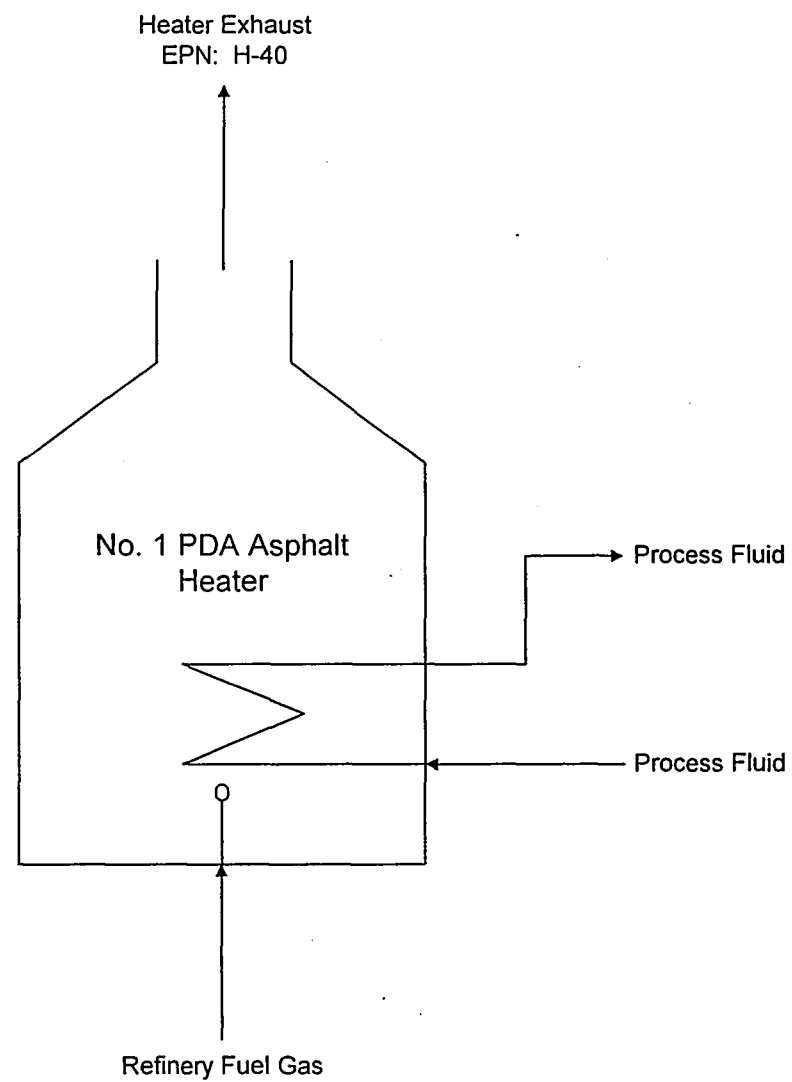 Heater Exhaust
EPN: H-40
No. 1 PDA Asphalt
Heater
Process Fluid
Process Fluid
Refinery Fuel Gas